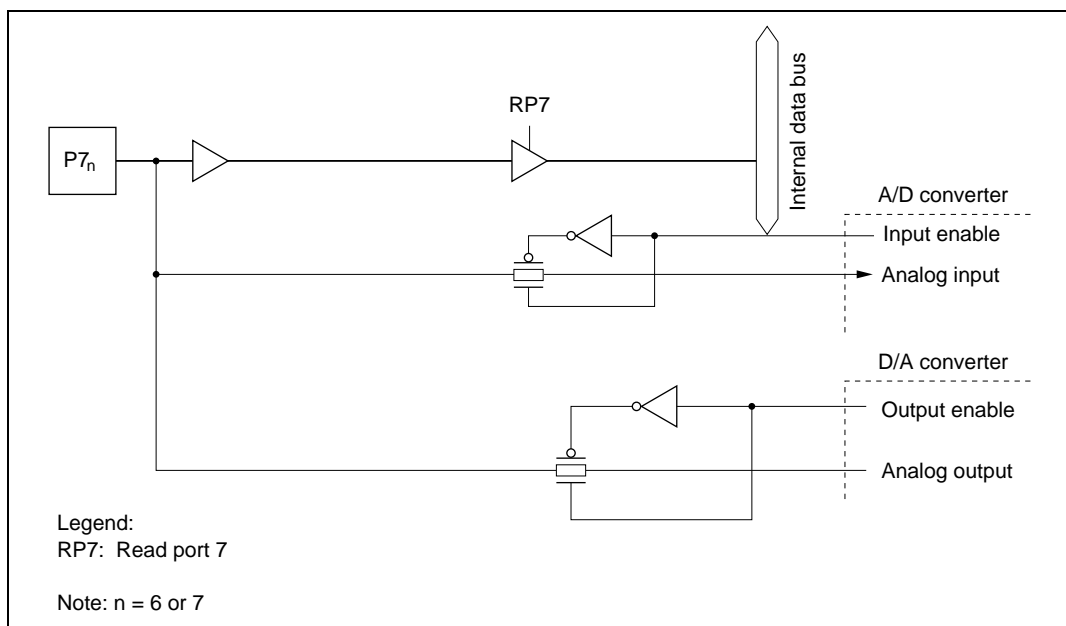 RP7
P7n
Internal data bus
A/D converter
Input enable
Analog input
D/A converter
Output enable
Analog output
Legend:
RP7: Read port 7
Note: n = 6 or 7